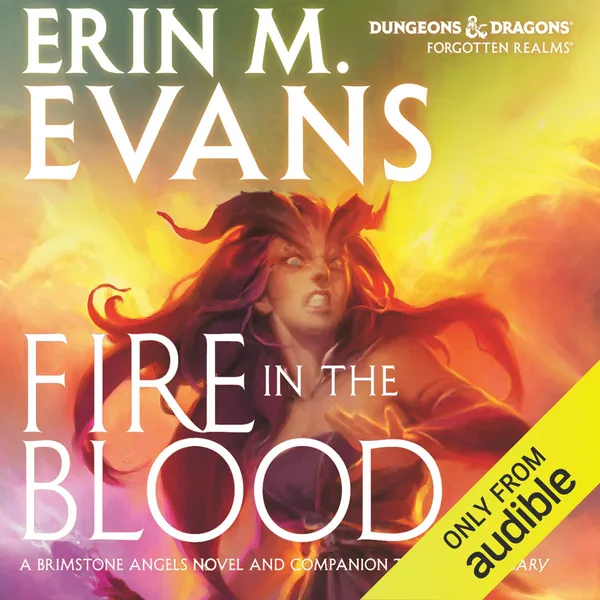 ERIN M.
EVANS
DUNGEONS & DRAGONS®
FORGOTTEN REALMS®
FIRE IN THE
BLOOD
A BRIMSTONE ANGELS NOVEL AND COMPANION
ONLY FROM
audible